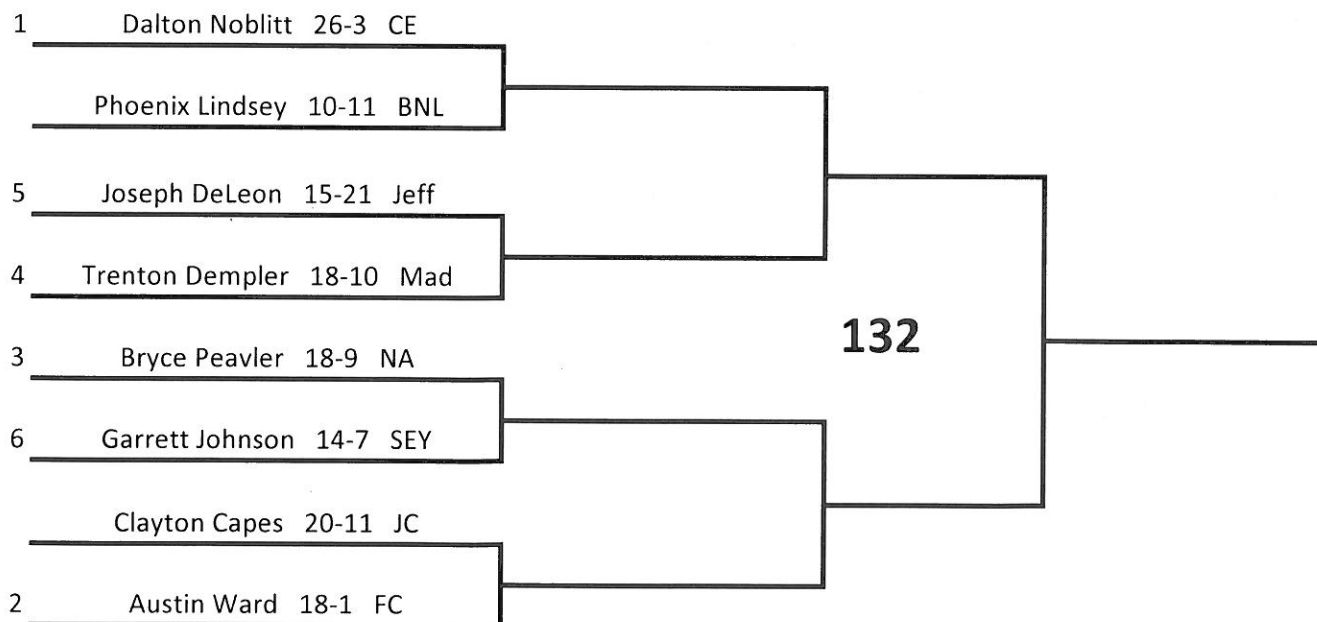 1 Dalton Noblitt 26-3 CE
Phoenix Lindsey 10-11 BNL
5 Joseph DeLeon 15-21 Jeff
4 Trenton Dempler 18-10 Mad
132
3 Bryce Peavler 18-9 NA
6 Garrett Johnson 14-7 SEY
Clayton Capes 20-11 JC
2 Austin Ward 18-1 FC